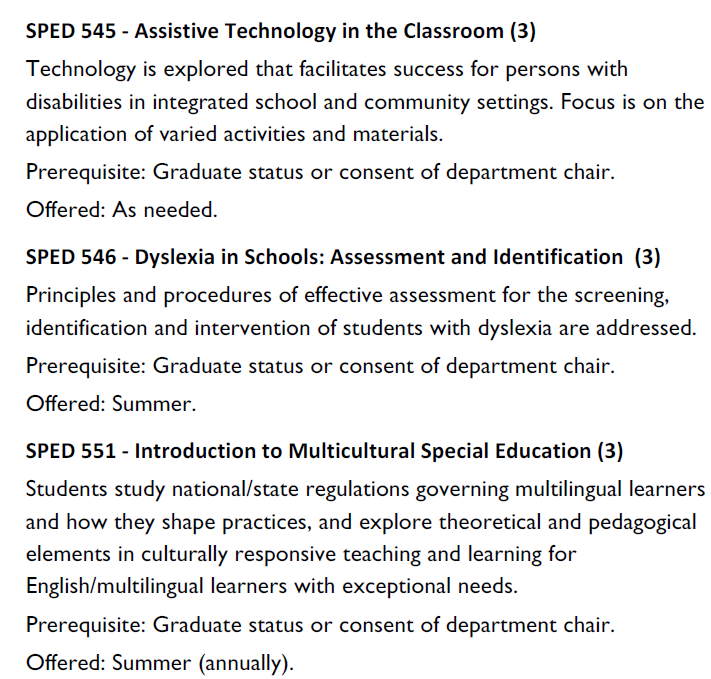 SPED 545 - Assistive Technology in the Classroom (3)
Technology is explored that facilitates success for persons with
disabilities in integrated school and community settings. Focus is on the
application of varied activities and materials.
Prerequisite: Graduate status or consent of department chair.
Offered: As needed.
SPED 546 - Dyslexia in Schools: Assessment and Identification  (3)
Principles and procedures of effective assessment for the screening,
identification and intervention of students with dyslexia are addressed.
Prerequisite: Graduate status or consent of department chair.
Offered: Summer.
SPED 551 - Introduction to Multicultural Special Education (3)
Students study national/state regulations governing multilingual learners
and how they shape practices, and explore theoretical and pedagogical
elements in culturally responsive teaching and learning for
English/multilingual learners with exceptional needs.
Prerequisite: Graduate status or consent of department chair.
Offered: Summer (annually).